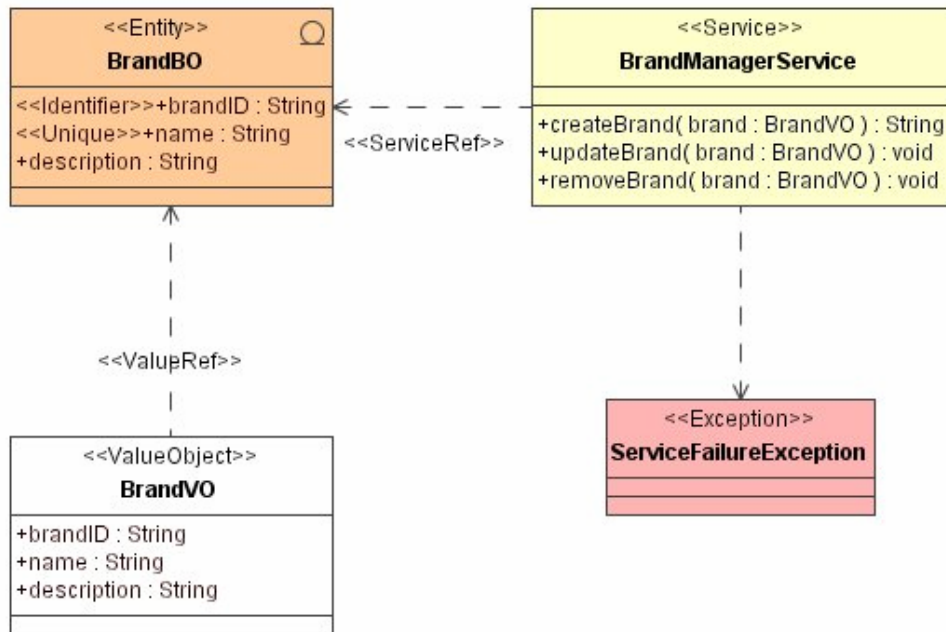 <<Entity>>
BrandBO
<<Identifier>>+brandID : String
<<Unique>>+name : String
+description : String
<<Service>>
BrandManagerService
+createBrand( brand : BrandVO ) : String
+updateBrand( brand : BrandVO ) : void
+removeBrand( brand : BrandVO ) : void
<<ServiceRef>>
<<ValueRef>>
<<Exception>>
ServiceFailureException
<<ValueObject>>
BrandVO
+brandID : String
+name : String
+description : String